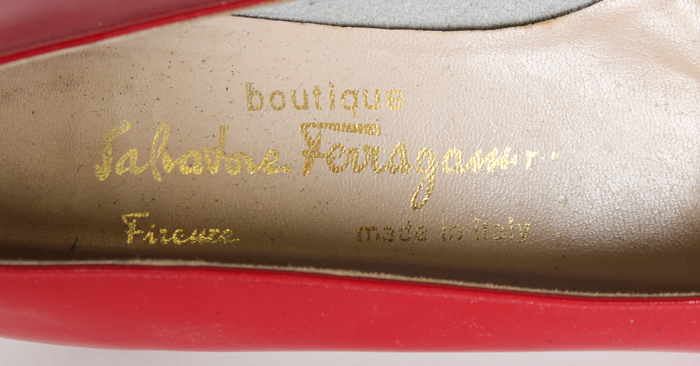 boutique
Salvatore Ferragamo
Firenze made in Italy